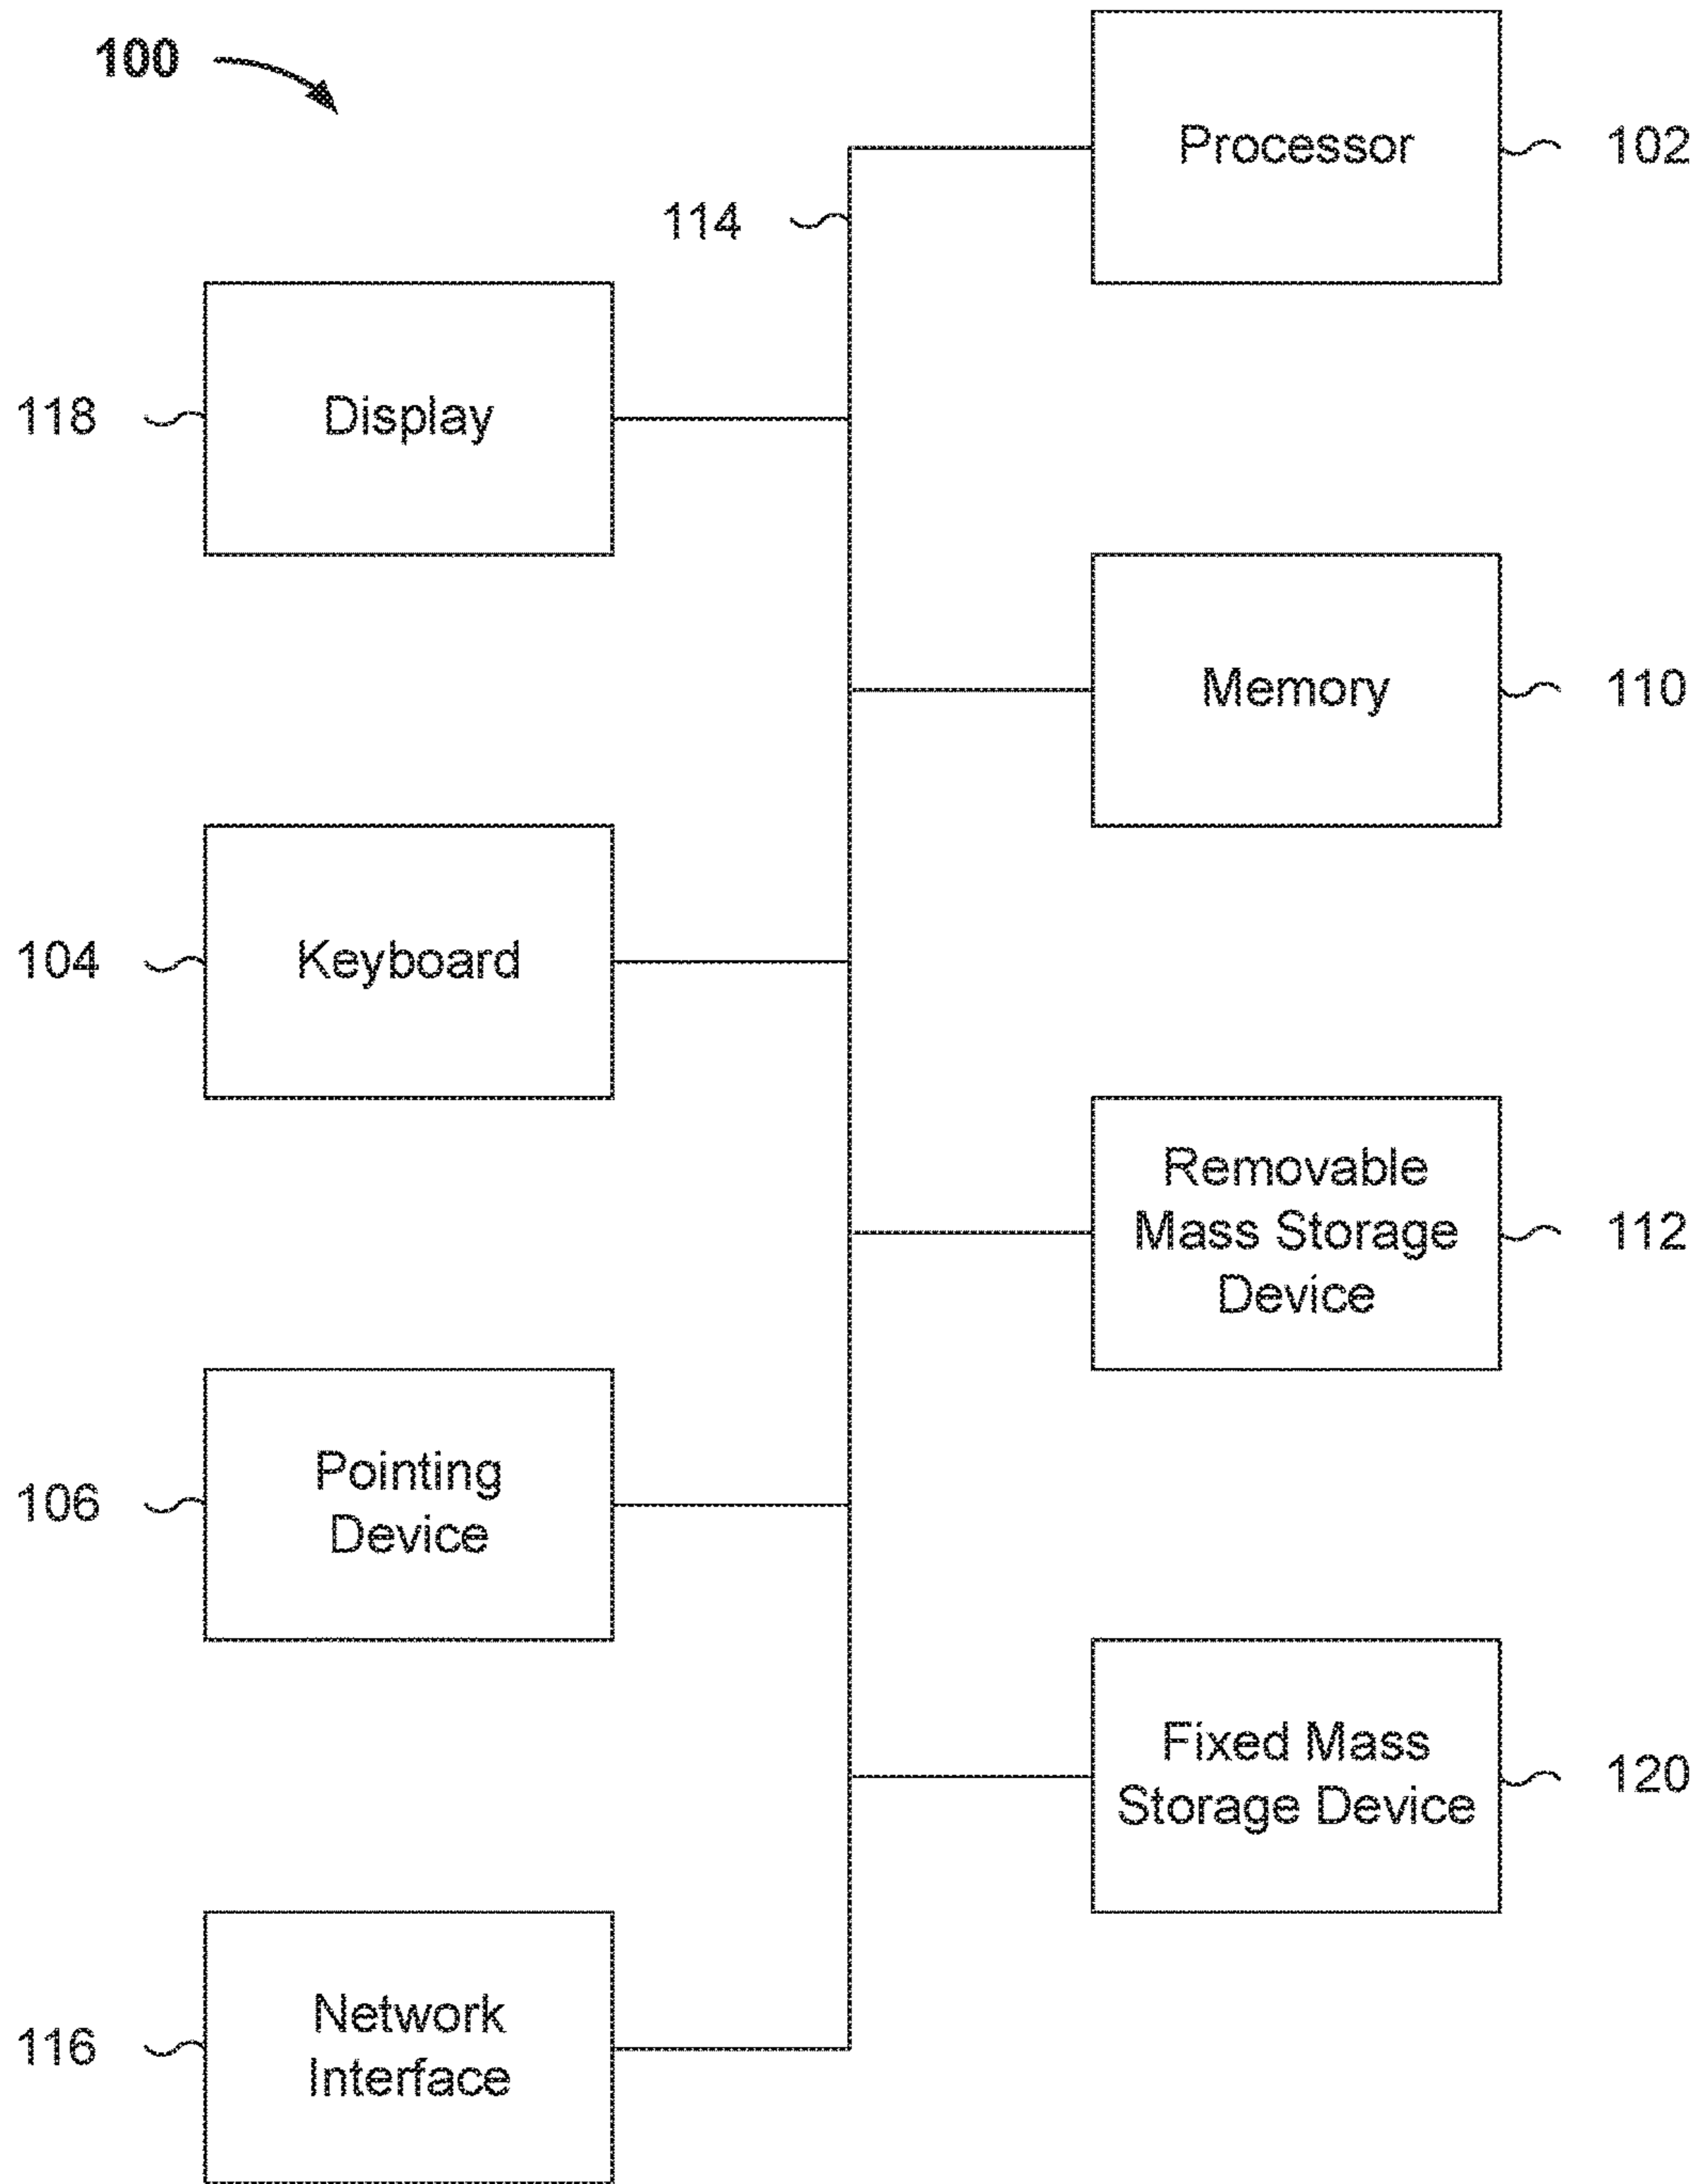 100
Processor
102
114
Display
118
Memory
110
Keyboard
104
Removable
Mass Storage
Device
112
Pointing
Device
106
Fixed Mass
Storage Device
120
Network
Interface
116